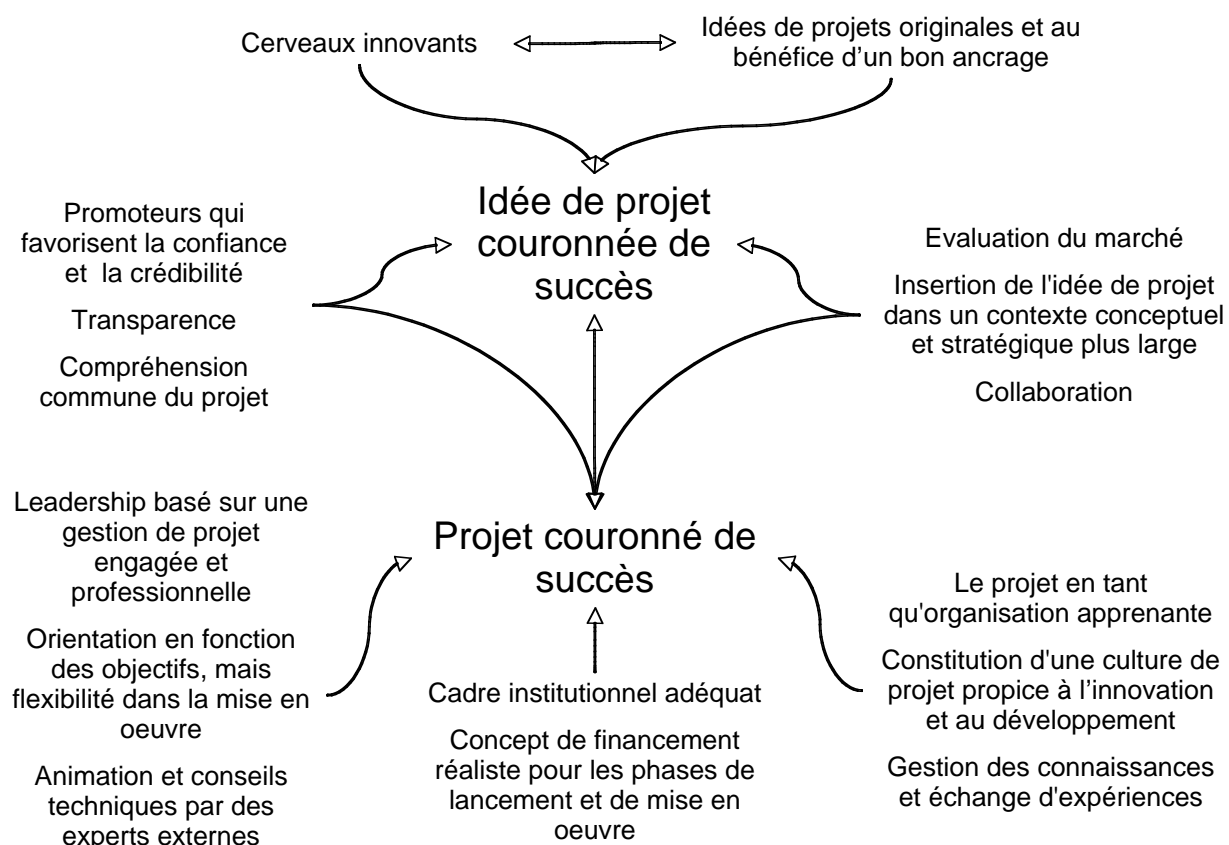 Cerveaux innovants
Idées de projets originales et au
bénéfice d’un bon ancrage
Idée de projet
couronnée de
succès
Promoteurs qui
favorisent la confiance
et la crédibilité
Transparence
Compréhension
commune du projet
Evaluation du marché
Insertion de l'idée de projet
dans un contexte conceptuel
et stratégique plus large
Collaboration
Leadership basé sur une
gestion de projet
engagée et
professionnelle
Orientation en fonction
des objectifs, mais
flexibilité dans la mise en
oeuvre
Animation et conseils
techniques par des
experts externes
Projet couronné de
succès
Cadre institutionnel adéquat
Concept de financement
réaliste pour les phases de
lancement et de mise en
oeuvre
Le projet en tant
qu'organisation apprenante
Constitution d'une culture de
projet propice à l’innovation
et au développement
Gestion des connaissances
et échange d'expériences